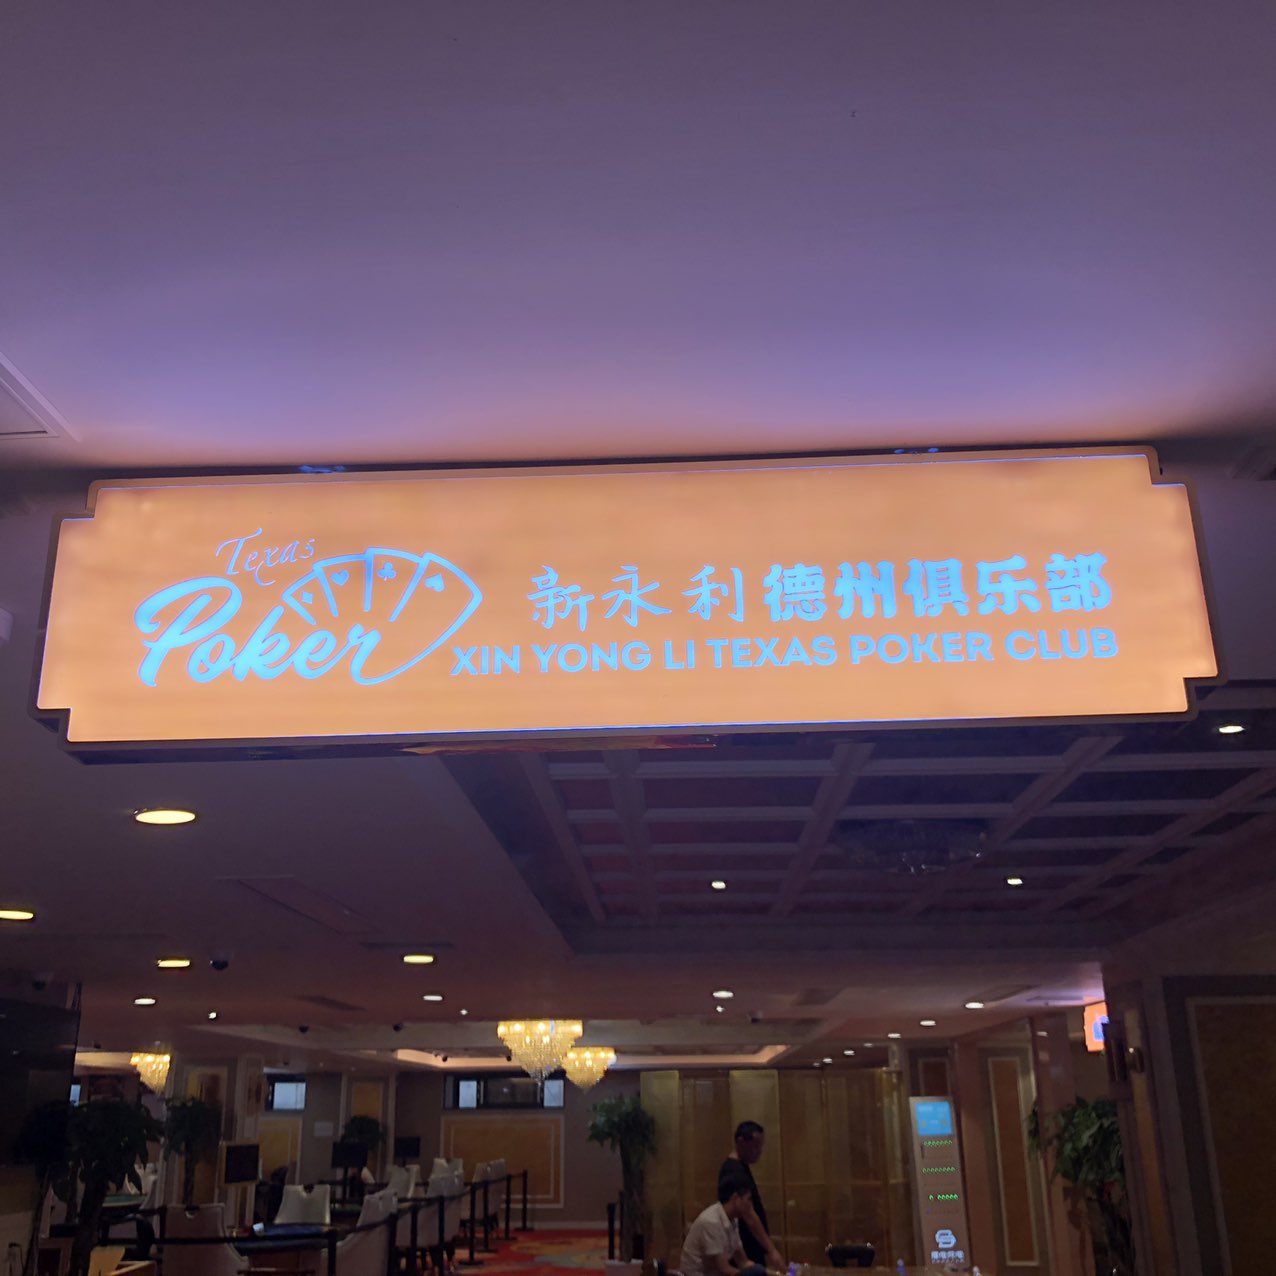 Texas
Poker
新永利德州俱乐部
XIN YONG LI TEXAS POKER CLUB